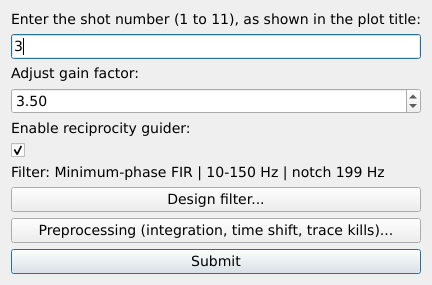 Enter the shot number (1 to 11), as shown in the plot title:
3
Adjust gain factor:
3.50
Enable reciprocity guider:
Filter: Minimum-phase FIR | 10-150 Hz | notch 199 Hz
Design filter...
Preprocessing (integration, time shift, trace kills)...
Submit